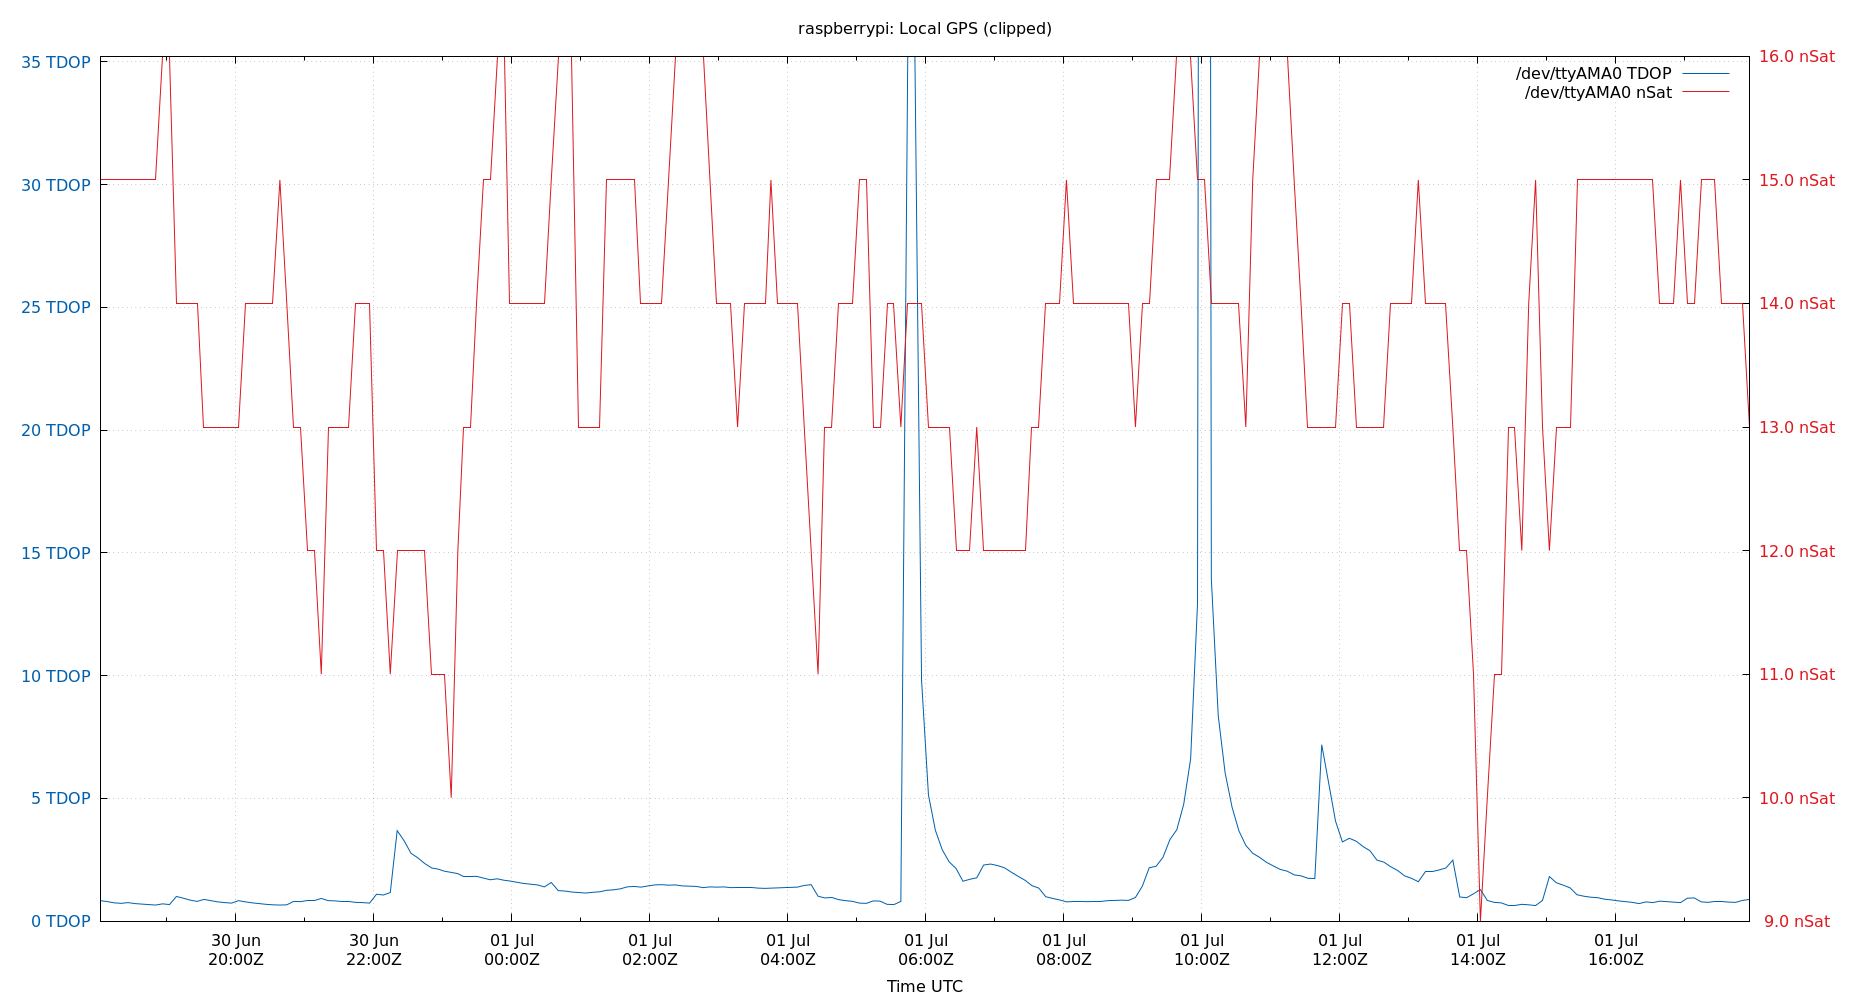 raspberrypi: Local GPS (clipped)
35 TDOP
30 TDOP
25 TDOP
20 TDOP
15 TDOP
10 TDOP
5 TDOP
0 TDOP
16.0 nSat
15.0 nSat
14.0 nSat
13.0 nSat
12.0 nSat
11.0 nSat
10.0 nSat
9.0 nSat
/dev/ttyAMA0 TDOP
/dev/ttyAMA0 nSat
30 Jun
20:00Z
30 Jun
22:00Z
01 Jul
00:00Z
01 Jul
02:00Z
01 Jul
04:00Z
01 Jul
06:00Z
01 Jul
08:00Z
01 Jul
10:00Z
01 Jul
12:00Z
01 Jul
14:00Z
01 Jul
16:00Z
Time UTC